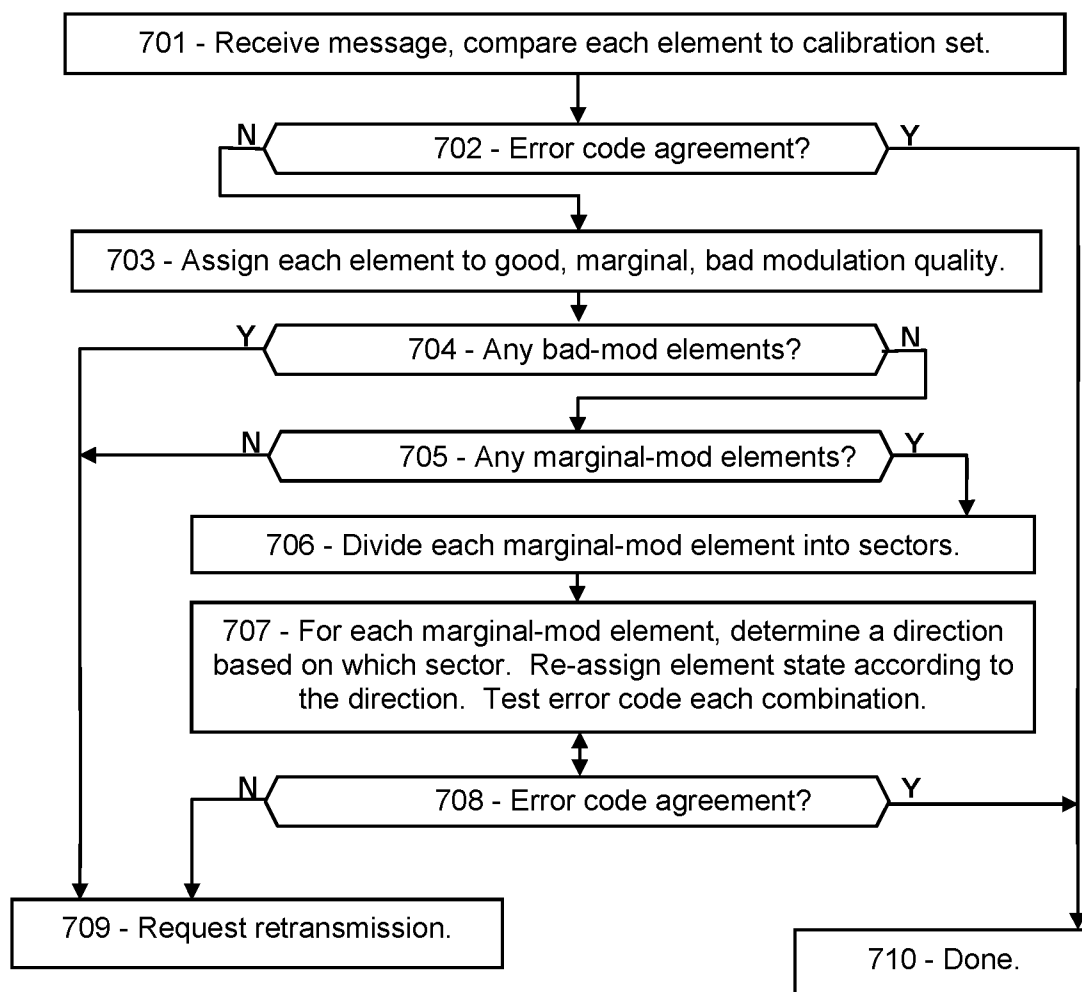 701 - Receive message, compare each element to calibration set.
N
Y
702 - Error code agreement?
703 - Assign each element to good, marginal, bad modulation quality.
Y
N
704 - Any bad-mod elements?
N
Y
705 - Any marginal-mod elements?
706 - Divide each marginal-mod element into sectors.
707 - For each marginal-mod element, determine a direction
based on which sector.  Re-assign element state according to
the direction.  Test error code each combination.
N
Y
708 - Error code agreement?
709 - Request retransmission.
710 - Done.